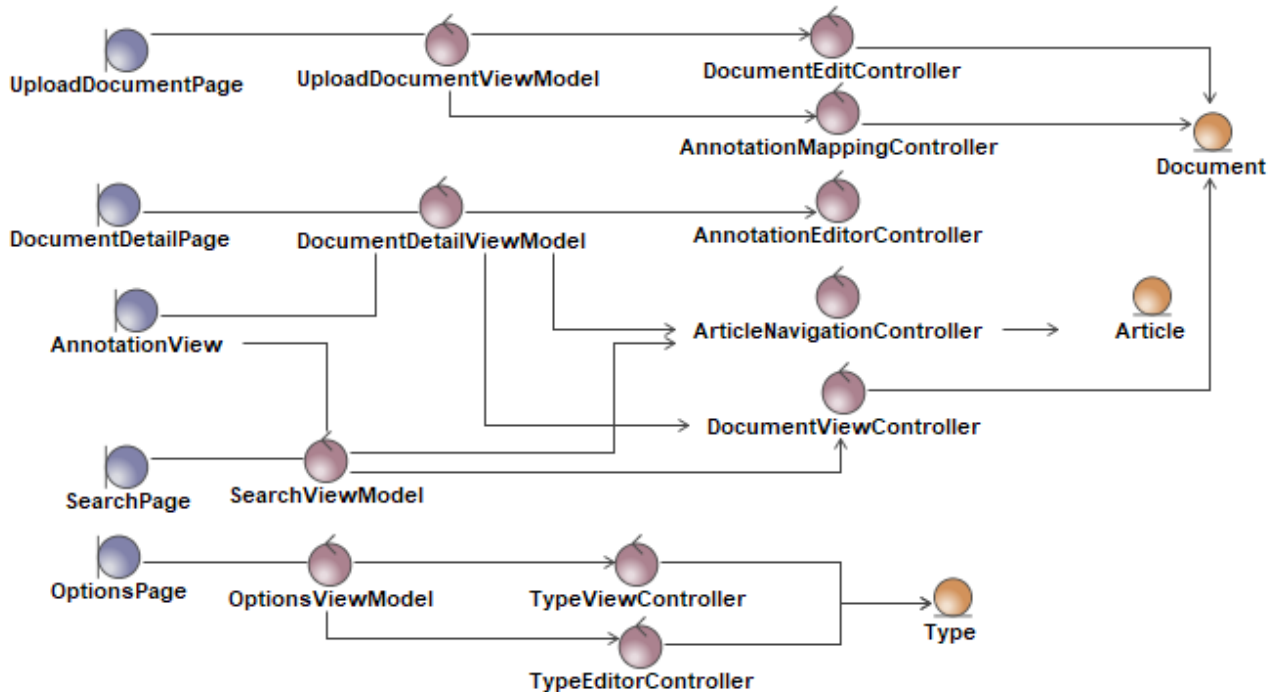 UploadDocumentPage
UploadDocumentViewModel
DocumentEditController
AnnotationMappingController
Document
DocumentDetailPage
DocumentDetailViewModel
AnnotationEditorController
AnnotationView
ArticleNavigationController
Article
DocumentViewController
SearchPage
SearchViewModel
OptionsPage
OptionsViewModel
TypeViewController
Type
TypeEditorController